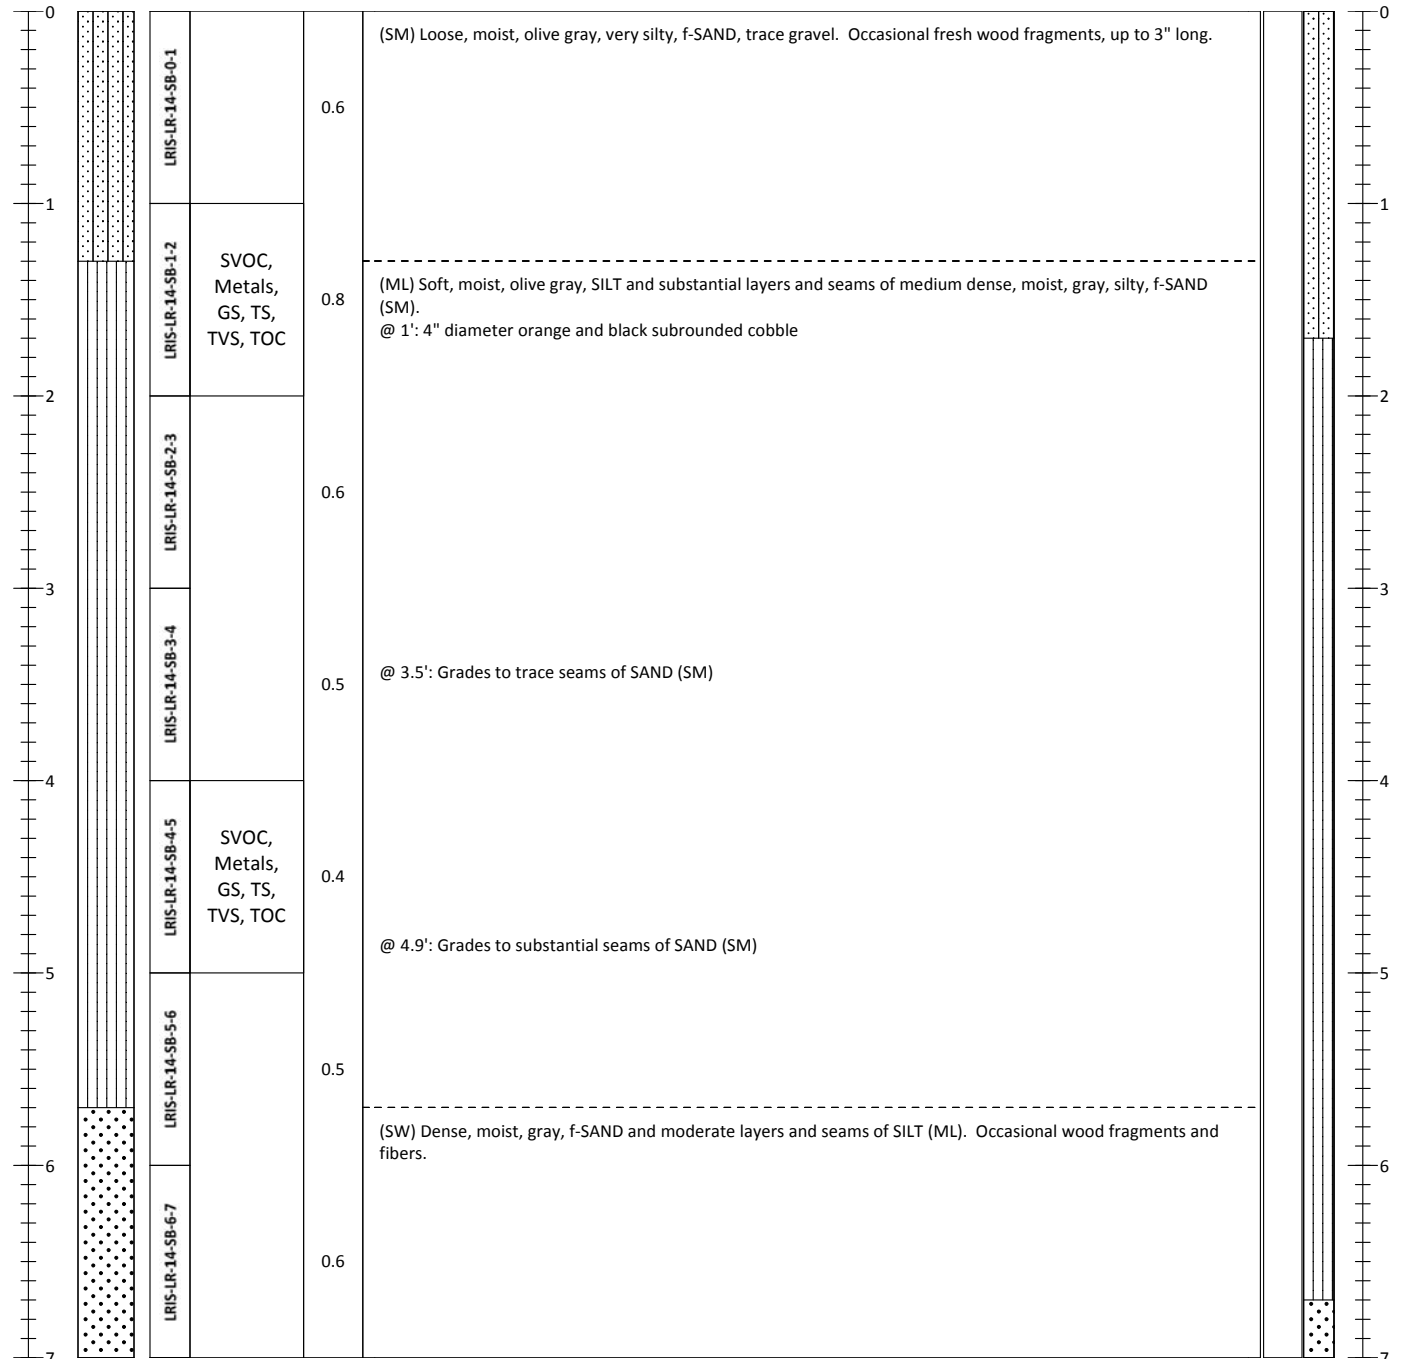 0
0
(SM) Loose, moist, olive gray, very silty, f-SAND, trace gravel.  Occasional fresh wood fragments, up to 3" long.
LRIS-LR-14-SB-0-1
0.6
1
1
LRIS-LR-14-SB-1-2
SVOC,
Metals,
GS, TS,
TVS, TOC
0.8
(ML) Soft, moist, olive gray, SILT and substantial layers and seams of medium dense, moist, gray, silty, f-SAND
(SM).
@ 1': 4" diameter orange and black subrounded cobble
2
2
LRIS-LR-14-SB-2-3
0.6
3
3
LRIS-LR-14-SB-3-4
0.5
@ 3.5': Grades to trace seams of SAND (SM)
4
4
LRIS-LR-14-SB-4-5
SVOC,
Metals,
GS, TS,
TVS, TOC
0.4
@ 4.9': Grades to substantial seams of SAND (SM)
5
5
LRIS-LR-14-SB-5-6
0.5
(SW) Dense, moist, gray, f-SAND and moderate layers and seams of SILT (ML).  Occasional wood fragments and
fibers.
6
6
LRIS-LR-14-SB-6-7
0.6
7
7